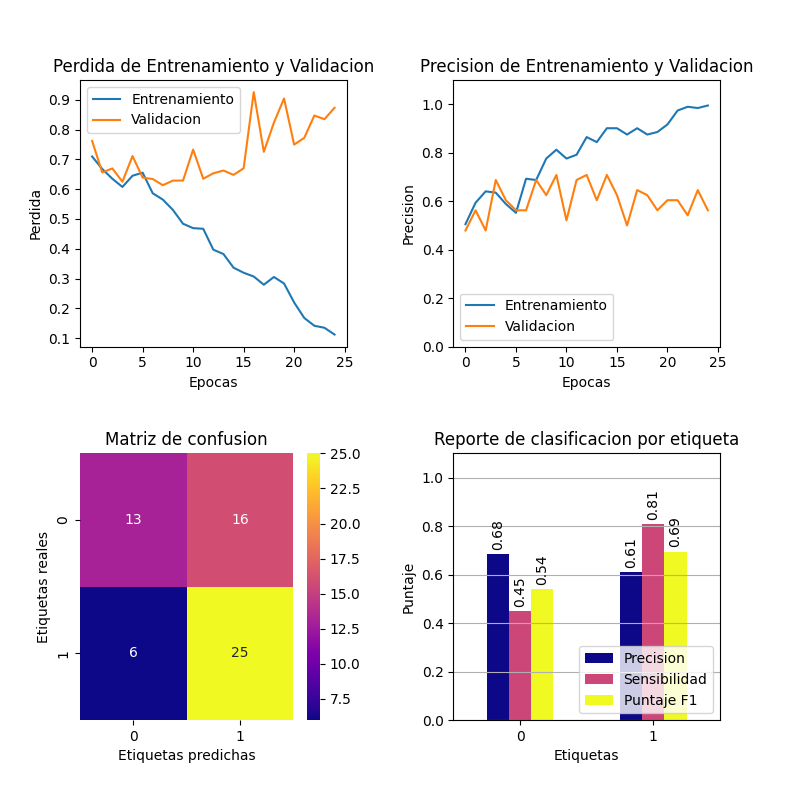 Perdida de Entrenamiento y Validacion
Entrenamiento
Validacion
0.9
0.8
0.7
0.6
0.5
0.4
0.3
0.2
0.1
Perdida
0 5 10 15 20 25
Epocas
Precision de Entrenamiento y Validacion
1.0
0.8
0.6
0.4
0.2
0.0
Precision
Entrenamiento
Validacion
0 5 10 15 20 25
Epocas
Matriz de confusion
0
1
Etiquetas reales
13 16
6 25
0 1
Etiquetas predichas
25.0
22.5
20.0
17.5
15.0
12.5
10.0
7.5
Reporte de clasificacion por etiqueta
1.0
0.8
0.6
0.4
0.2
0.0
Puntaje
0.68
0.45
0.54
0.61
0.81
0.69
Precision
Sensibilidad
Puntaje F1
0 1
Etiquetas